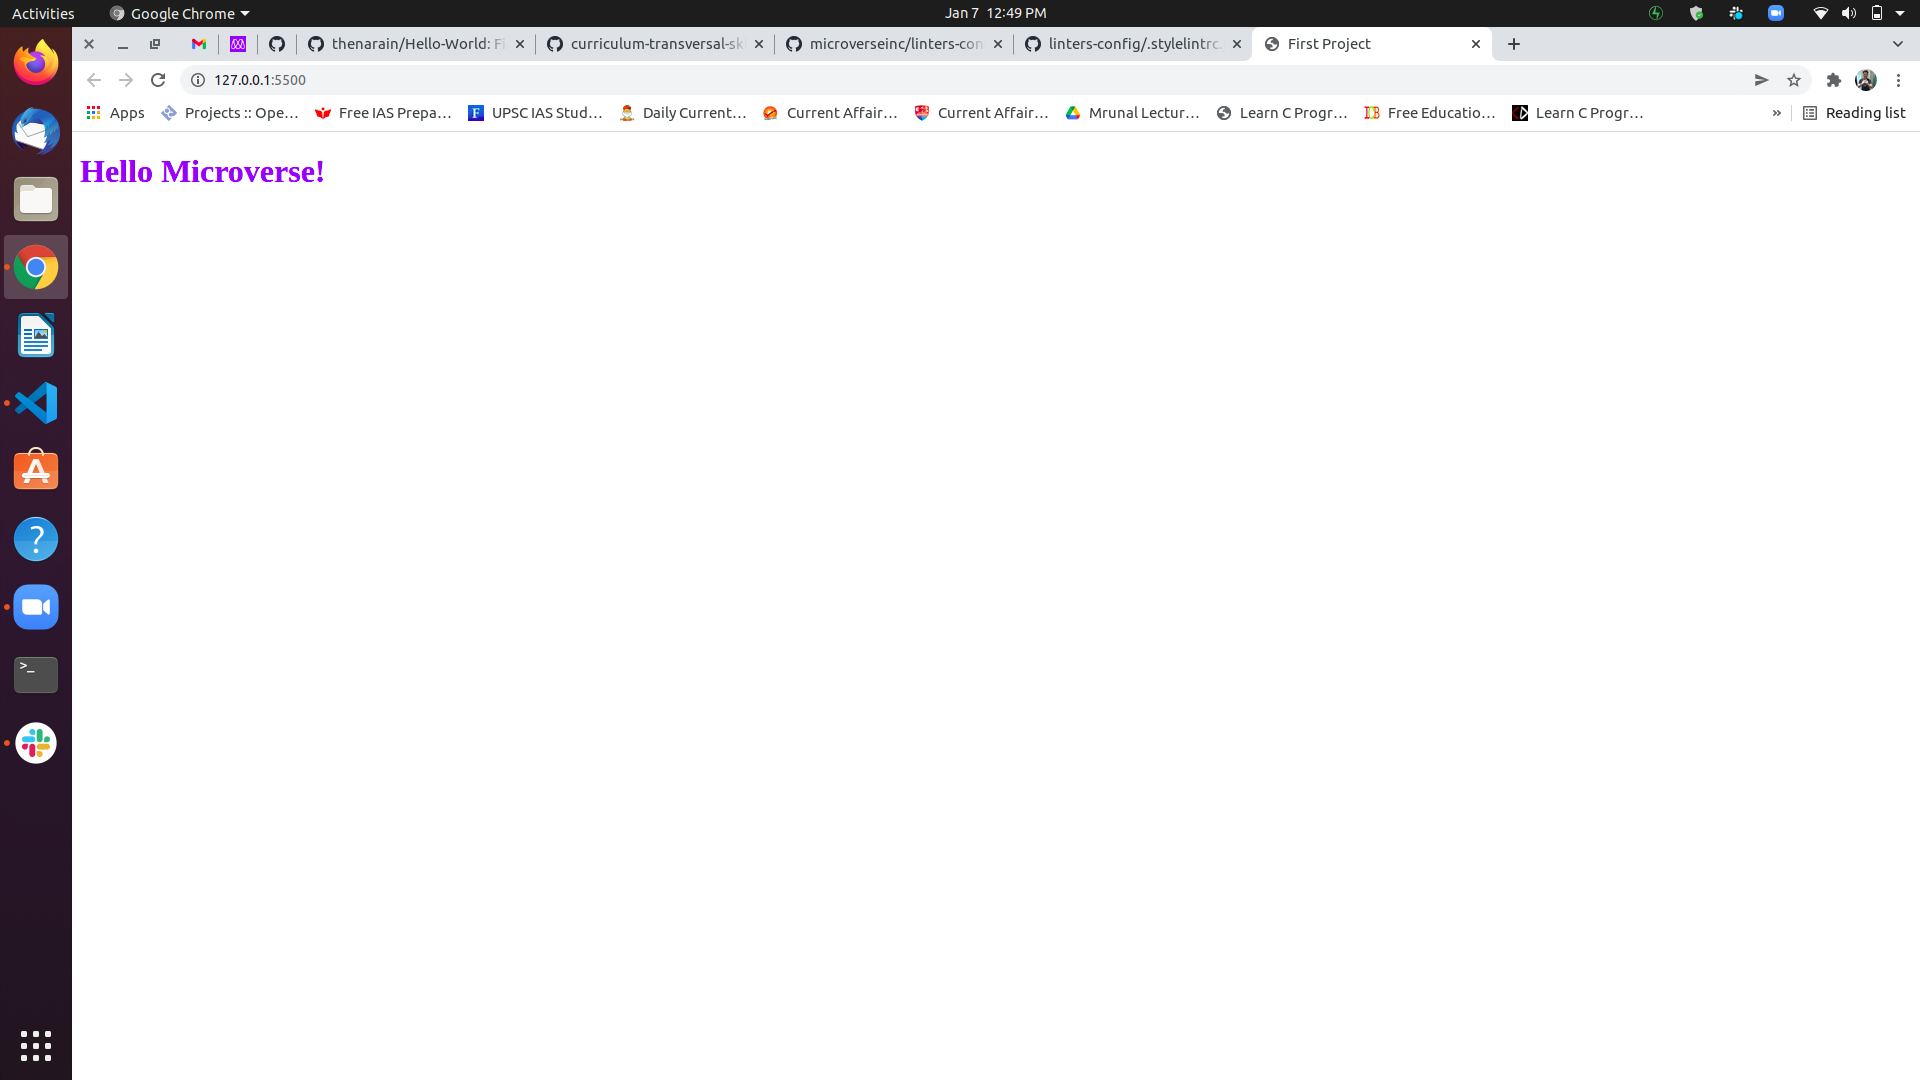 Activities
Google Chrome
Jan 7 12:49 PM
thenarain/Hello-World: Fi
curriculum-transversal-sk
microverseinc/linters-con
linters-config/.stylelintrc.
First Project
127.0.0.1:5500
Apps
Projects :: Ope...
Free IAS Prepa...
UPSC IAS Stud...
Daily Current...
Current Affair...
Current Affair...
Mrunal Lectur...
Learn C Progr...
Free Educatio...
Learn C Progr...
»
Reading list
Hello Microverse!